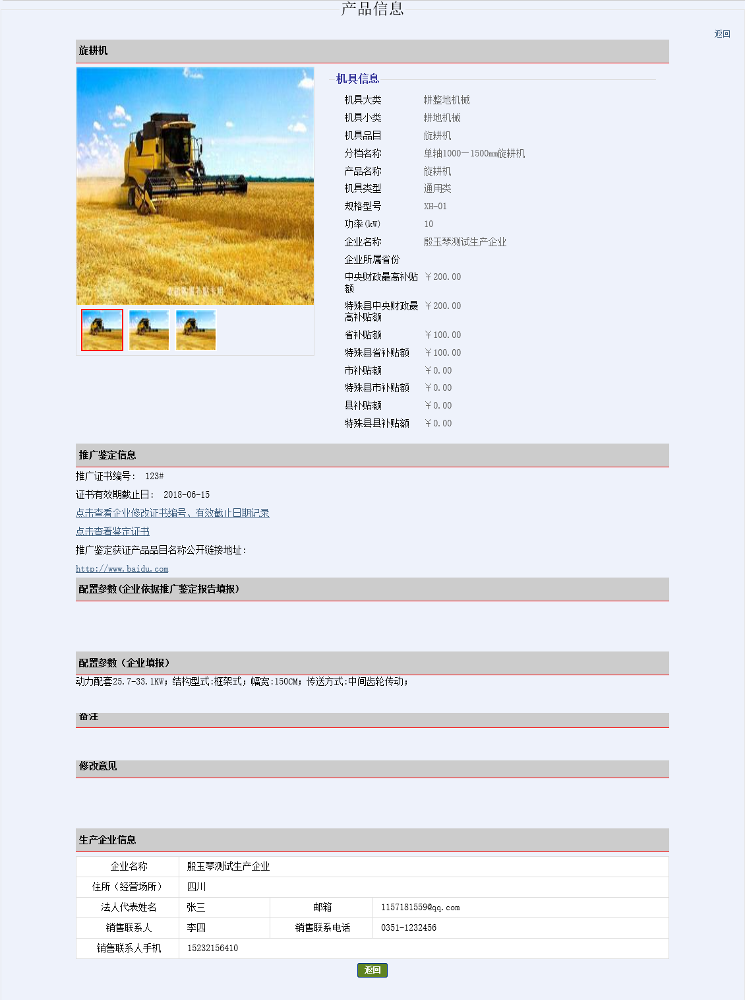 产品信息
返回
旋耕机
机具信息
机具大类 耕整地机械
机具小类 耕地机械
机具品目 旋耕机
分档名称 单轴1000—1500mm旋耕机
产品名称 旋耕机
机具类型 通用类
规格型号 XH-01
功率(kW) 10
企业名称 殷玉琴测试生产企业
企业所属省份
中央财政最高补贴 ￥200.00
额
特殊县中央财政最 ￥200.00
高补贴额
省补贴额 ￥100.00
特殊县省补贴额 ￥100.00
市补贴额 ￥0.00
特殊县市补贴额 ￥0.00
县补贴额 ￥0.00
特殊县县补贴额 ￥0.00
推广鉴定信息
推广证书编号: 123#
证书有效期截止日: 2018-06-15
点击查看企业修改证书编号、有效截止日期记录
点击查看鉴定证书
推广鉴定获证产品品目名称公开链接地址:
http://www.baidu.com
配置参数(企业依据推广鉴定报告填报)
配置参数（企业填报）
动力配套25.7-33.1KW; 结构型式:框架式; 幅宽:150CM; 传送方式:中间齿轮传动;
备注
修改意见
生产企业信息
企业名称 殷玉琴测试生产企业
住所（经营场所） 四川
法人代表姓名 张三 邮箱 1157181559@qq.com
销售联系人 李四 销售联系电话 0351-1232456
销售联系人手机 15232156410
返回